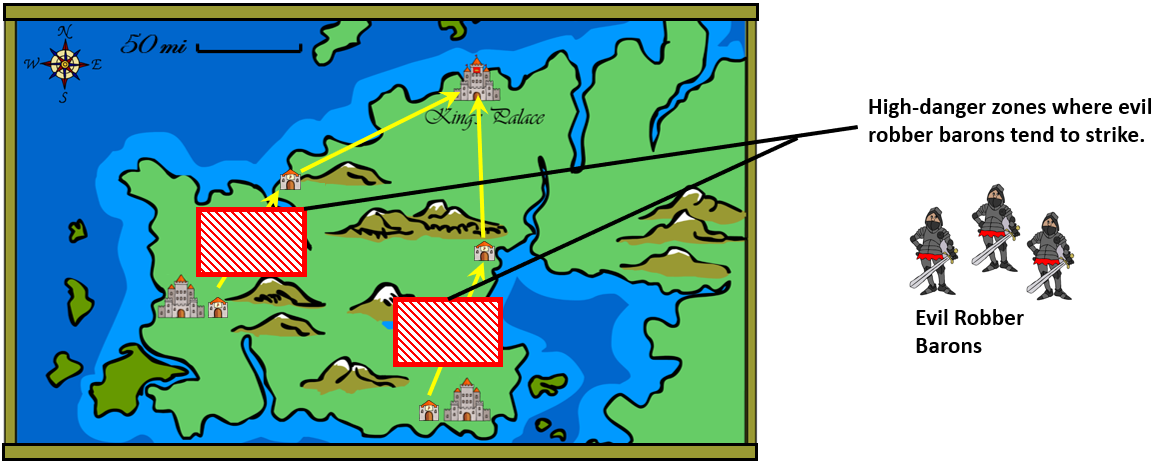 N
50 mi
W E
S
King's Palace
High-danger zones where evil
robber barons tend to strike.
Evil Robber
Barons